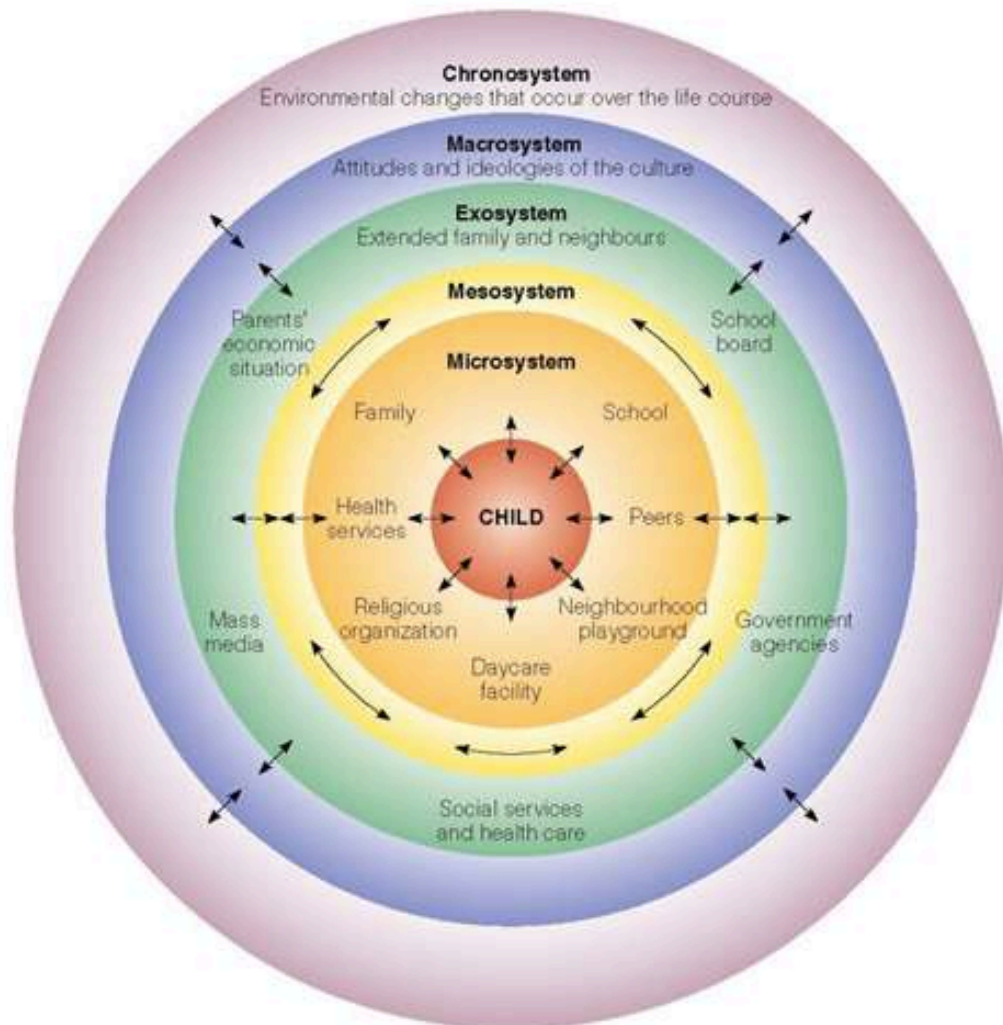 Chronosystem
Environmental changes that occur over the life course
Macrosystem
Attitudes and ideologies of the culture
Exosystem
Extended family and neighbours
Mesosystem
Parents'
economic
situation
School
board
Microsystem
Family
School
Health
services
CHILD
Peers
Religious
organization
Neighbourhood
playground
Mass
media
Government
agencies
Daycare
facility
Social services
and health care